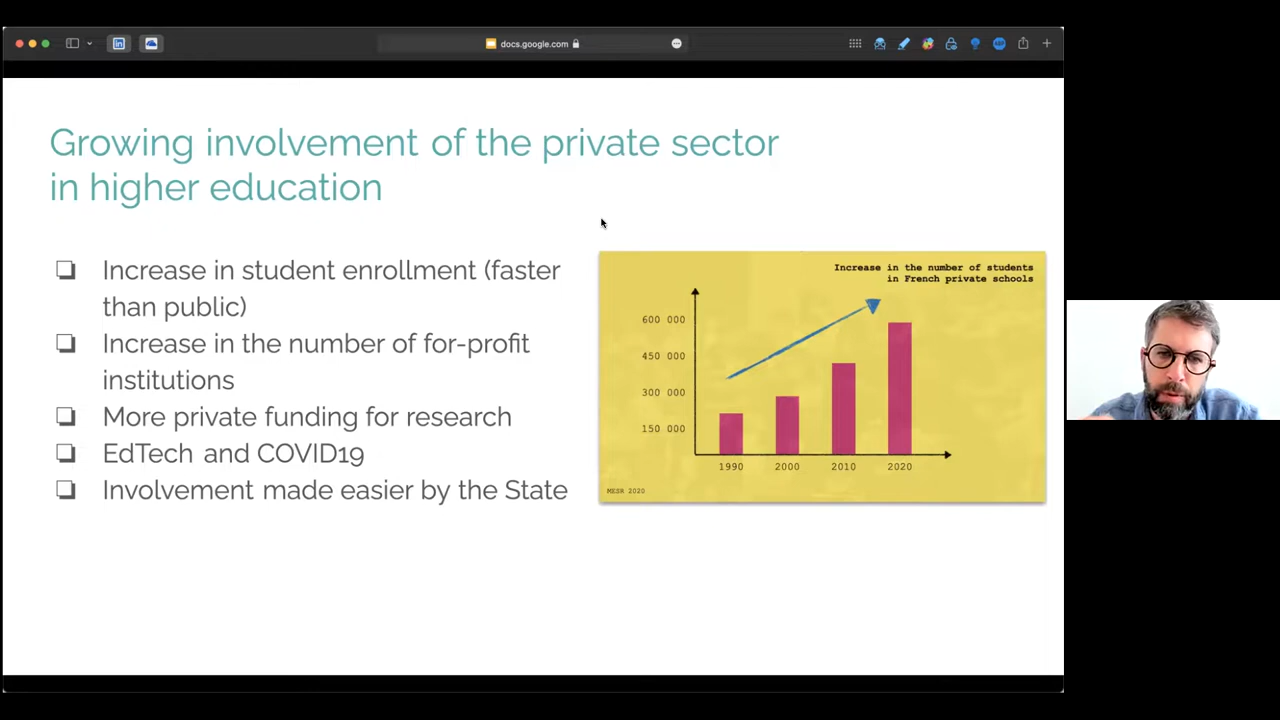 docs.google.com
Growing involvement of the private sector
in higher education
Increase in student enrollment (faster
than public)
Increase in the number of for-profit
institutions
More private funding for research
EdTech and COVID19
Involvement made easier by the State
Increase in the number of students
in French private schools
600 000
450 000
300 000
150 000
1990 2000 2010 2020
MESR 2020